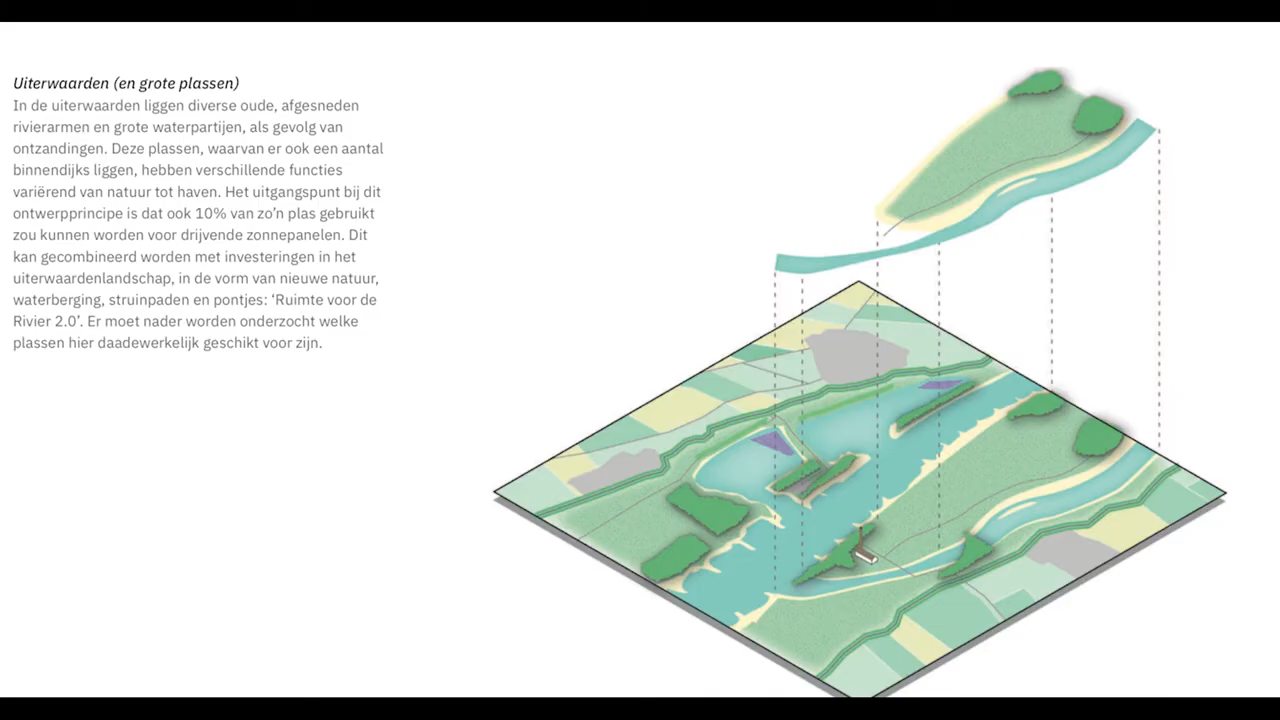 Uiterwaarden (en grote plassen)
In de uiterwaarden liggen diverse oude, afgesneden
rivierarmen en grote waterpartijen, als gevolg van
ontzandingen. Deze plassen, waarvan er ook een aantal
binnendijks liggen, hebben verschillende functies
variërend van natuur tot haven. Het uitgangspunt bij dit
ontwerpprincipe is dat ook 10% van zo’n plas gebruikt
zou kunnen worden voor drijvende zonnepanelen. Dit
kan gecombineerd worden met investeringen in het
uiterwaardenlandschap, in de vorm van nieuwe natuur,
waterberging, struinpaden en pontjes: ‘Ruimte voor de
Rivier 2.0’. Er moet nader worden onderzocht welke
plassen hier daadwerkelijk geschikt voor zijn.